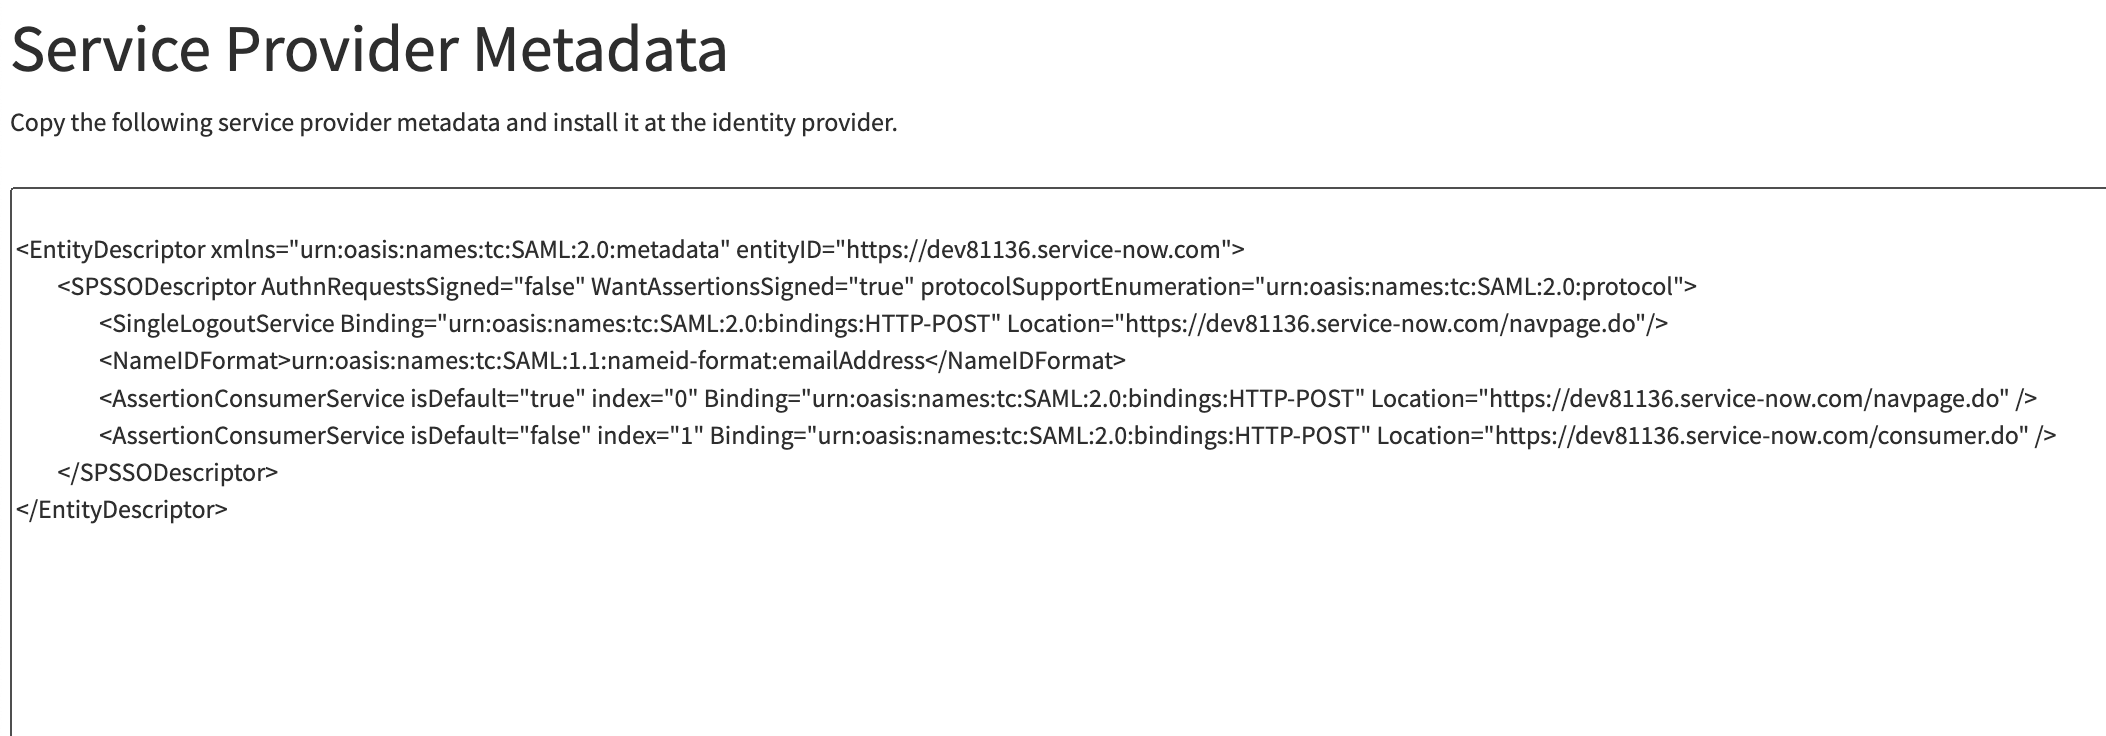 Service Provider Metadata
Copy the following service provider metadata and install it at the identity provider.
<EntityDescriptor xmlns="urn:oasis:names:tc:SAML:2.0:metadata" entityID="https://dev81136.service-now.com">
<SPSSODescriptor AuthnRequestsSigned="false" WantAssertionsSigned="true" protocolSupportEnumeration="urn:oasis:names:tc:SAML:2.0:protocol">
<SingleLogoutService Binding="urn:oasis:names:tc:SAML:2.0:bindings:HTTP-POST" Location="https://dev81136.service-now.com/navpage.do"/>
<NameIDFormat>urn:oasis:names:tc:SAML:1.1:nameid-format:emailAddress</NameIDFormat>
<AssertionConsumerService isDefault="true" index="0" Binding="urn:oasis:names:tc:SAML:2.0:bindings:HTTP-POST" Location="https://dev81136.service-now.com/navpage.do" />
<AssertionConsumerService isDefault="false" index="1" Binding="urn:oasis:names:tc:SAML:2.0:bindings:HTTP-POST" Location="https://dev81136.service-now.com/consumer.do" />
</SPSSODescriptor>
</EntityDescriptor>